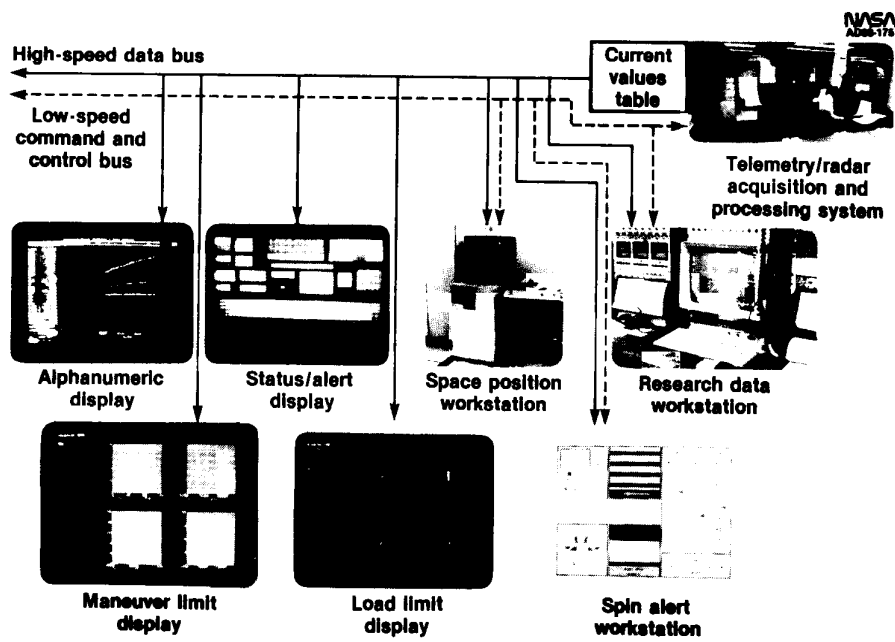 NASA
High-speed data bus
Current
values
table
Low-speed
command and
control bus
Telemetry/radar
acquisition and
processing system
Alphanumeric
display
Status/alert
display
Space position
workstation
Research data
workstation
Maneuver limit
display
Load limit
display
Spin alert
workstation